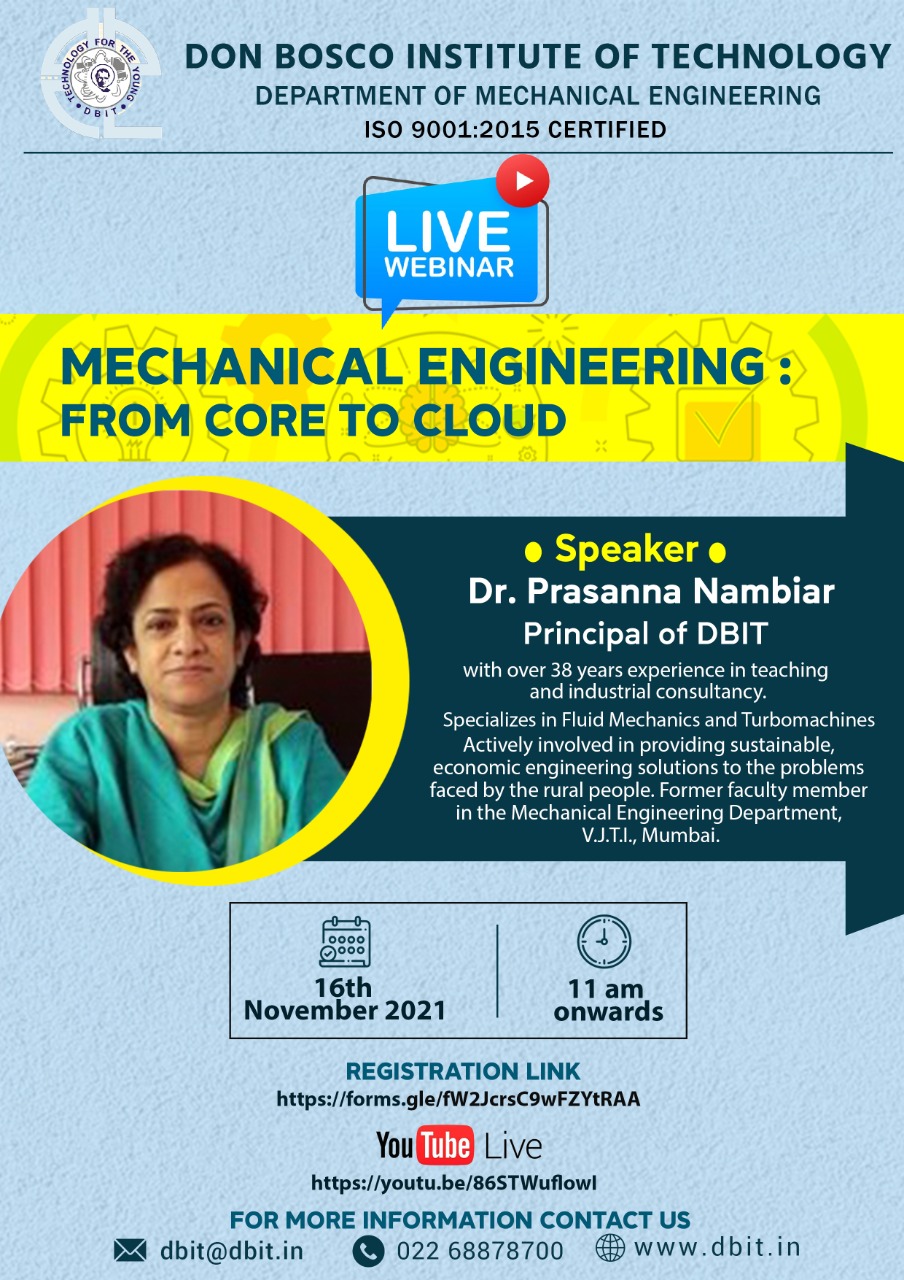 TECHNOLOGY FOR THE YOUNG
DBIT
DON BOSCO INSTITUTE OF TECHNOLOGY
DEPARTMENT OF MECHANICAL ENGINEERING
ISO 9001:2015 CERTIFIED
LIVE
WEBINAR
MECHANICAL ENGINEERING :
FROM CORE TO CLOUD
Speaker
Dr. Prasanna Nambiar
Principal of DBIT
with over 38 years experience in teaching
and industrial consultancy.
Specializes in Fluid Mechanics and Turbomachines
Actively involved in providing sustainable,
economic engineering solutions to the problems
faced by the rural people. Former faculty member
in the Mechanical Engineering Department,
V.J.T.I., Mumbai.
16th
November 2021
11 am
onwards
REGISTRATION LINK
https://forms.gle/fW2JcrsC9wFZYtRAA
YouTube Live
https://youtu.be/86STWuflowI
FOR MORE INFORMATION CONTACT US
dbit@dbit.in 022 68878700 www.dbit.in